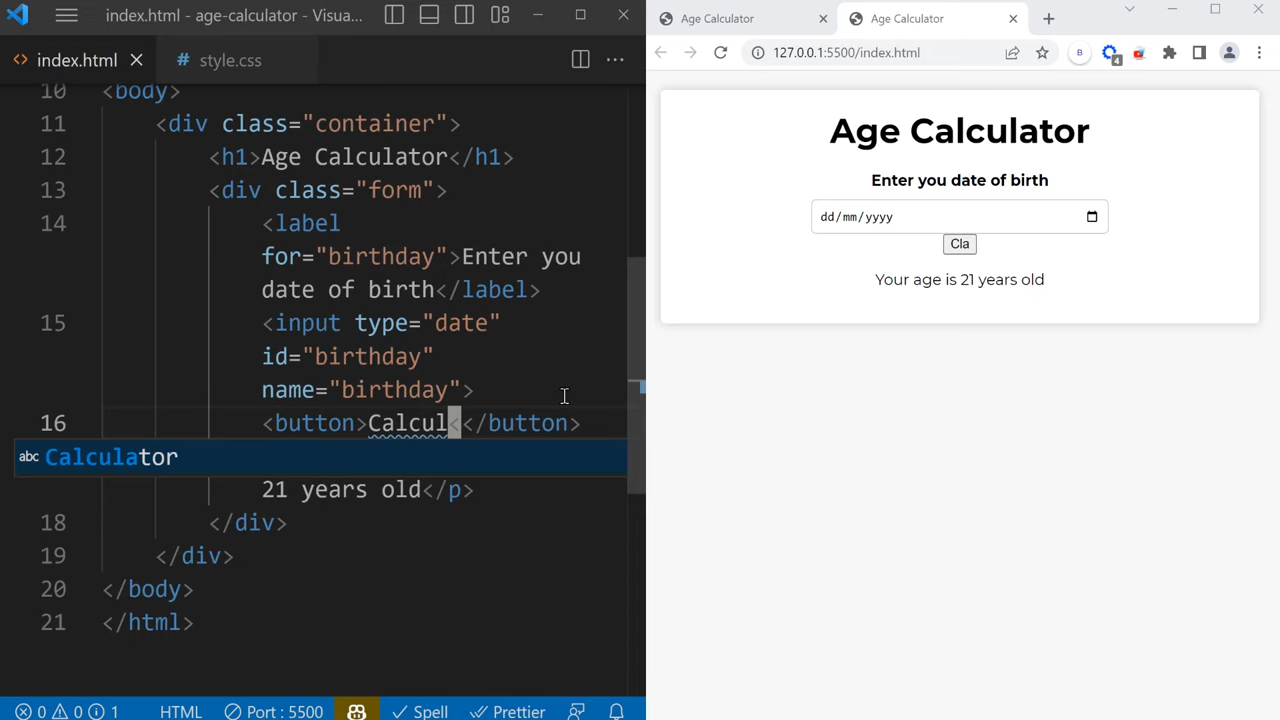 index.html - age-calculator - Visua...
index.html
style.css
10 <body>
11 <div class="container">
12 <h1>Age Calculator</h1>
13 <div class="form">
14 <label
for="birthday">Enter you
date of birth</label>
15 <input type="date"
id="birthday"
name="birthday">
16 <button>Calcul</button>
abc Calculator
21 years old</p>
18 </div>
19 </div>
20 </body>
21 </html>
0 0 1 HTML Port : 5500 Spell Prettier
Age Calculator
Age Calculator
127.0.0.1:5500/index.html
B
4
Age Calculator
Enter you date of birth
dd/mm/yyyy
Cla
Your age is 21 years old